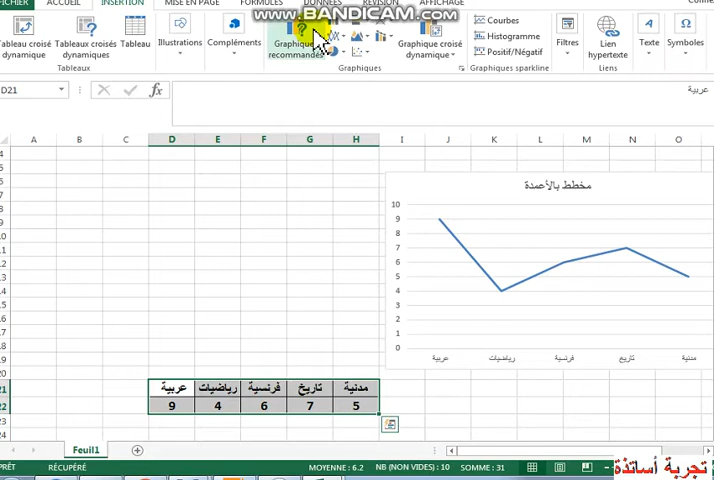 FICHIER ACCUEIL INSERTION MISE EN PAGE FORMULES DONNÉES RÉVISION AFFICHAGE
WWW.BANDICAM.COM
Tableau croisé dynamique
Tableaux croisés dynamiques
Tableau
Illustrations
Compléments
Graphiques recommandés
Graphique croisé dynamique
Courbes
Histogramme
Positif/Négatif
Filtres
Lien hypertexte
Texte
Symboles
Tableaux
Graphiques
Graphiques sparkline
Liens
D21
fx
عربية
A B C D E F G H I J K L M N O
مخطط بالأعمدة
10
9
8
7
6
5
4
3
2
1
0
عربية رياضيات فرنسية تاريخ مدنية
عربية رياضيات فرنسية تاريخ مدنية
9 4 6 7 5
Feuil1
PRÊT RÉCUPÉRÉ MOYENNE : 6.2 NB (NON VIDES) : 10 SOMME : 31
تجربة أساتذة